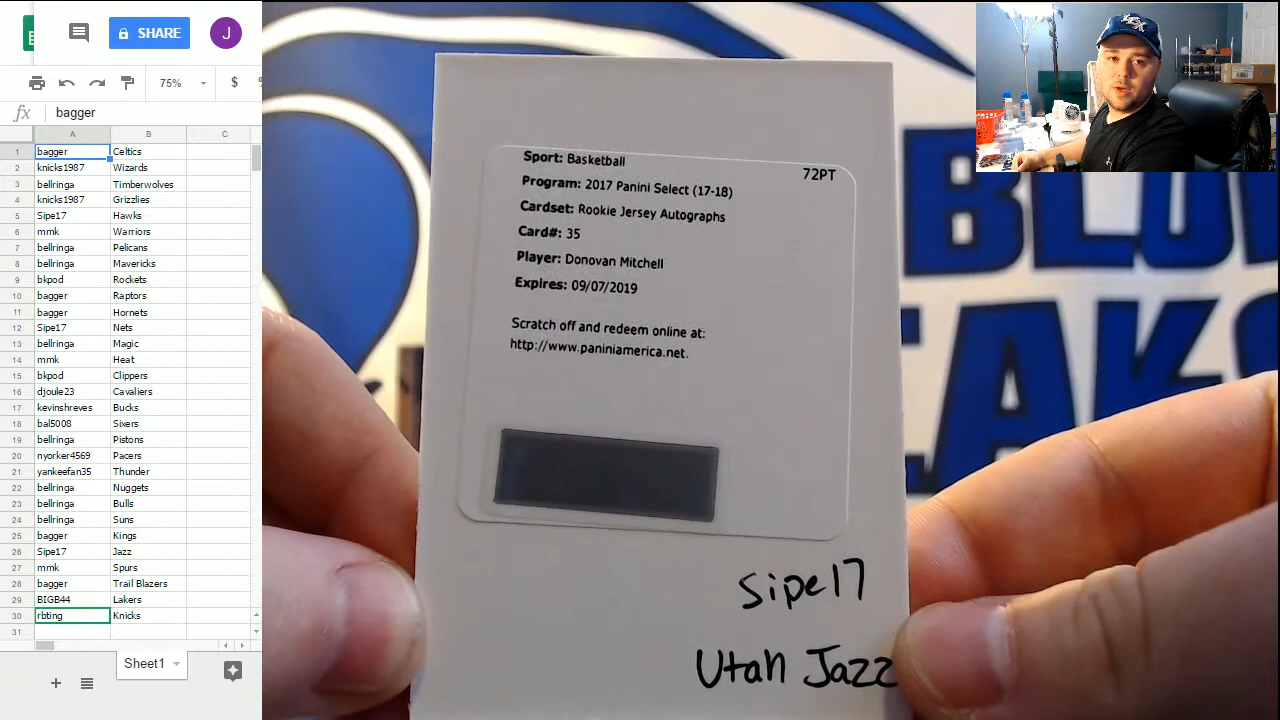 SHARE
J
75%
$
%
fx
bagger
A B C
1 bagger Celtics
2 knicks1987 Wizards
3 bellringa Timberwolves
4 knicks1987 Grizzlies
5 Sipe17 Hawks
6 mmk Warriors
7 bellringa Pelicans
8 bellringa Mavericks
9 bkpod Rockets
10 bagger Raptors
11 bagger Hornets
12 Sipe17 Nets
13 bellringa Magic
14 mmk Heat
15 bkpod Clippers
16 djoule23 Cavaliers
17 kevinshreves Bucks
18 bal5008 Sixers
19 bellringa Pistons
20 nyorker4569 Pacers
21 yankeefan35 Thunder
22 bellringa Nuggets
23 bellringa Bulls
24 bellringa Suns
25 bagger Kings
26 Sipe17 Jazz
27 mmk Spurs
28 bagger Trail Blazers
29 BIGB44 Lakers
30 rbting Knicks
31
Sheet1
Sport: Basketball
72PT
Program: 2017 Panini Select (17-18)
Cardset: Rookie Jersey Autographs
Card#: 35
Player: Donovan Mitchell
Expires: 09/07/2019
Scratch off and redeem online at:
http://www.paniniamerica.net.
Sipe17
Utah Jazz